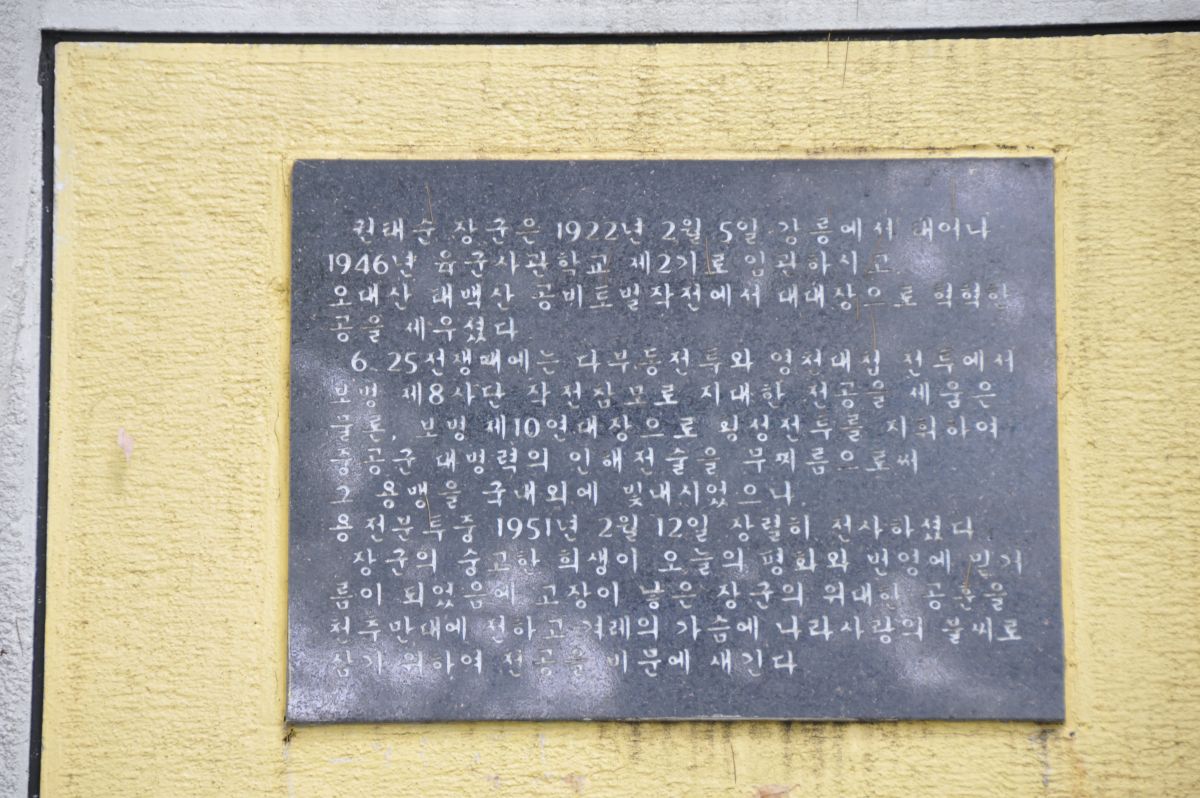 권태순 장군은 1922년 2월 5일 강릉에서 태어나
1946년 육군사관학교 제2기로 임관하시고
오대산 태백산 공비토벌작전에서 대대장으로 혁혁한
공을 세우셨다
6. 25전쟁때에는 다부동전투와 영천대첩 전투에서
보병 제8사단 작전참모로 지대한 전공을 세움은
물론, 보병 제10연대장으로 횡성전투를 지휘하여
중공군 대병력의 인해전술을 무찌름으로써
그 용맹을 국내외에 빛내시었으나
용전분투중 1951년 2월 12일 장렬히 전사하셨다
장군의 숭고한 희생이 오늘의 평화와 번영에 밑거
름이 되었음에 고장이 낳은 장군의 위대한 공훈을
천추만대에 전하고 겨레의 가슴에 나라사랑의 불씨로
삼기 위하여 전공을 비문에 새긴다